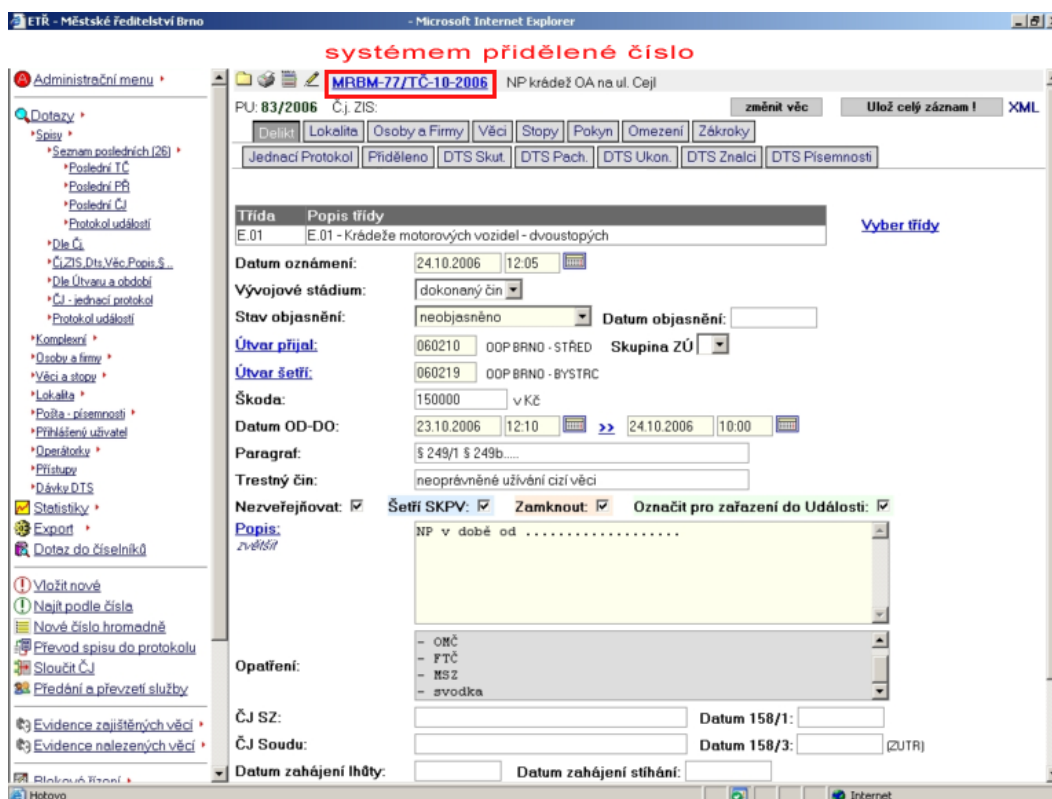 ETŘ - Městské ředitelství Brno - Microsoft Internet Explorer
systémem přidělené číslo
Administrační menu
Dotazy
Spisy
Seznam posledních (26)
Poslední TČ
Poslední PŘ
Poslední ČJ
Protokol událostí
Dle Čj.
Čj,ZIS,Dts,Věc,Popis,§...
Dle Útvaru a období
ČJ - jednací protokol
Protokol událostí
Komplexní
Osoby a firmy
Věci a stopy
Lokalita
Pošta - písemnosti
Přihlášený uživatel
Operátorky
Přístupy
Dávky DTS
Statistiky
Export
Dotaz do číselníků
Vložit nové
Najít podle čísla
Nové číslo hromadně
Převod spisu do protokolu
Sloučit ČJ
Předání a převzetí služby
Evidence zajištěných věcí
Evidence nalezených věcí
Blokové řízení
MRBM-77/TČ-10-2006 NP krádež OA na ul. Cejl
PU: 83/2006 Č.j. ZIS: změnit věc Ulož celý záznam ! XML
Delikt Lokalita Osoby a Firmy Věci Stopy Pokyn Omezení Zákroky
Jednací Protokol Přiděleno DTS Skut. DTS Pach. DTS Ukon. DTS Znalci DTS Písemnosti
Třída Popis třídy
E.01 E.01 - Krádeže motorových vozidel - dvoustopých Vyber třídy
Datum oznámení: 24.10.2006 12:05
Vývojové stádium: dokonaný čin
Stav objasnění: neobjasněno Datum objasnění:
Útvar přijal: 060210 OOP BRNO - STŘED Skupina ZÚ
Útvar šetří: 060219 OOP BRNO - BYSTRC
Škoda: 150000 v Kč
Datum OD-DO: 23.10.2006 12:10 >> 24.10.2006 10:00
Paragraf: § 249/1 § 249b.....
Trestný čin: neoprávněné užívání cizí věci
Nezveřejňovat: Šetří SKPV: Zamknout: Označit pro zařazení do Události:
Popis: NP v době od ...................
zvětšit
Opatření:
- OMČ
- FTČ
- MSZ
- svodka
ČJ SZ: Datum 158/1:
ČJ Soudu: Datum 158/3: (ZUTR)
Datum zahájení lhůty: Datum zahájení stíhání:
Hotovo Internet